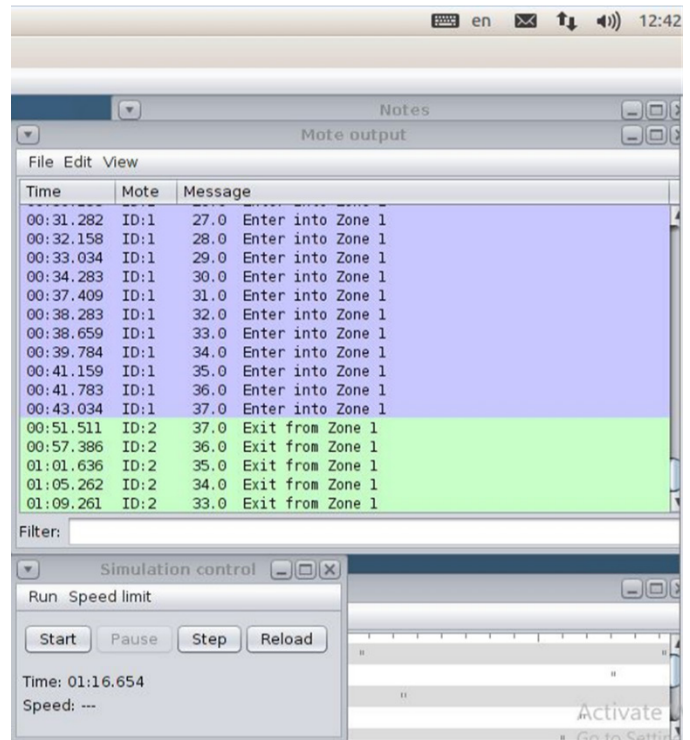 en 12:42
Notes
Mote output
File Edit View
Time Mote Message
00:31.282 ID:1 27.0 Enter into Zone 1
00:32.158 ID:1 28.0 Enter into Zone 1
00:33.034 ID:1 29.0 Enter into Zone 1
00:34.283 ID:1 30.0 Enter into Zone 1
00:37.409 ID:1 31.0 Enter into Zone 1
00:38.283 ID:1 32.0 Enter into Zone 1
00:38.659 ID:1 33.0 Enter into Zone 1
00:39.784 ID:1 34.0 Enter into Zone 1
00:41.159 ID:1 35.0 Enter into Zone 1
00:41.783 ID:1 36.0 Enter into Zone 1
00:43.034 ID:1 37.0 Enter into Zone 1
00:51.511 ID:2 37.0 Exit from Zone 1
00:57.386 ID:2 36.0 Exit from Zone 1
01:01.636 ID:2 35.0 Exit from Zone 1
01:05.262 ID:2 34.0 Exit from Zone 1
01:09.261 ID:2 33.0 Exit from Zone 1
Filter:
Simulation control
Run Speed limit
Start Pause Step Reload
Time: 01:16.654
Speed: ---
Activate
Go to Setting